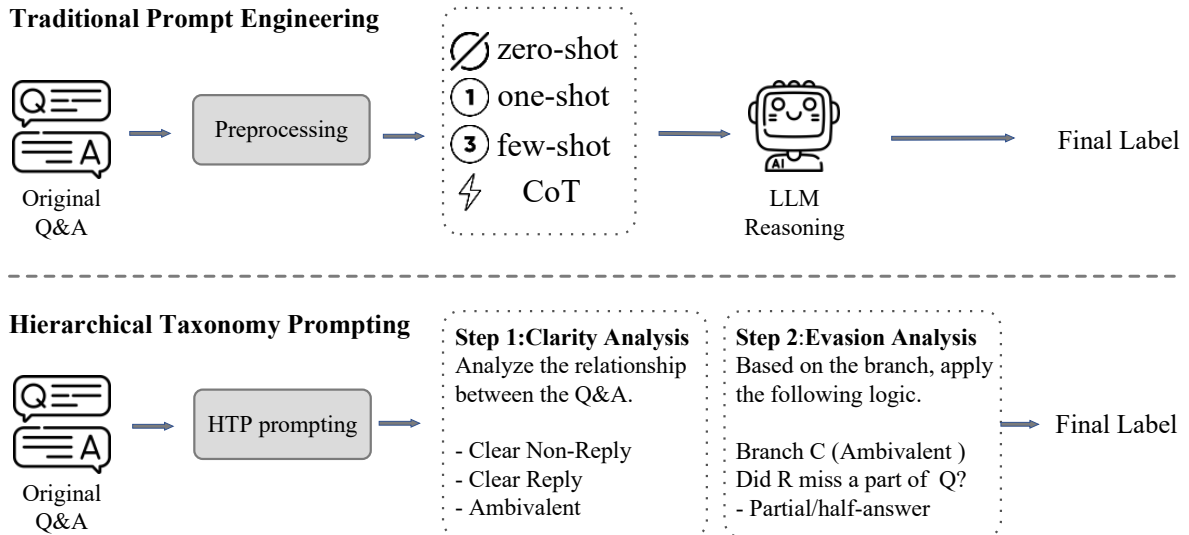 Traditional Prompt Engineering
Q
A
Original
Q&A
Preprocessing
zero-shot
1 one-shot
3 few-shot
CoT
AI
LLM
Reasoning
Final Label
Hierarchical Taxonomy Prompting
Q
A
Original
Q&A
HTP prompting
Step 1:Clarity Analysis
Analyze the relationship
between the Q&A.
- Clear Non-Reply
- Clear Reply
- Ambivalent
Step 2:Evasion Analysis
Based on the branch, apply
the following logic.
Branch C (Ambivalent )
Did R miss a part of Q?
- Partial/half-answer
Final Label